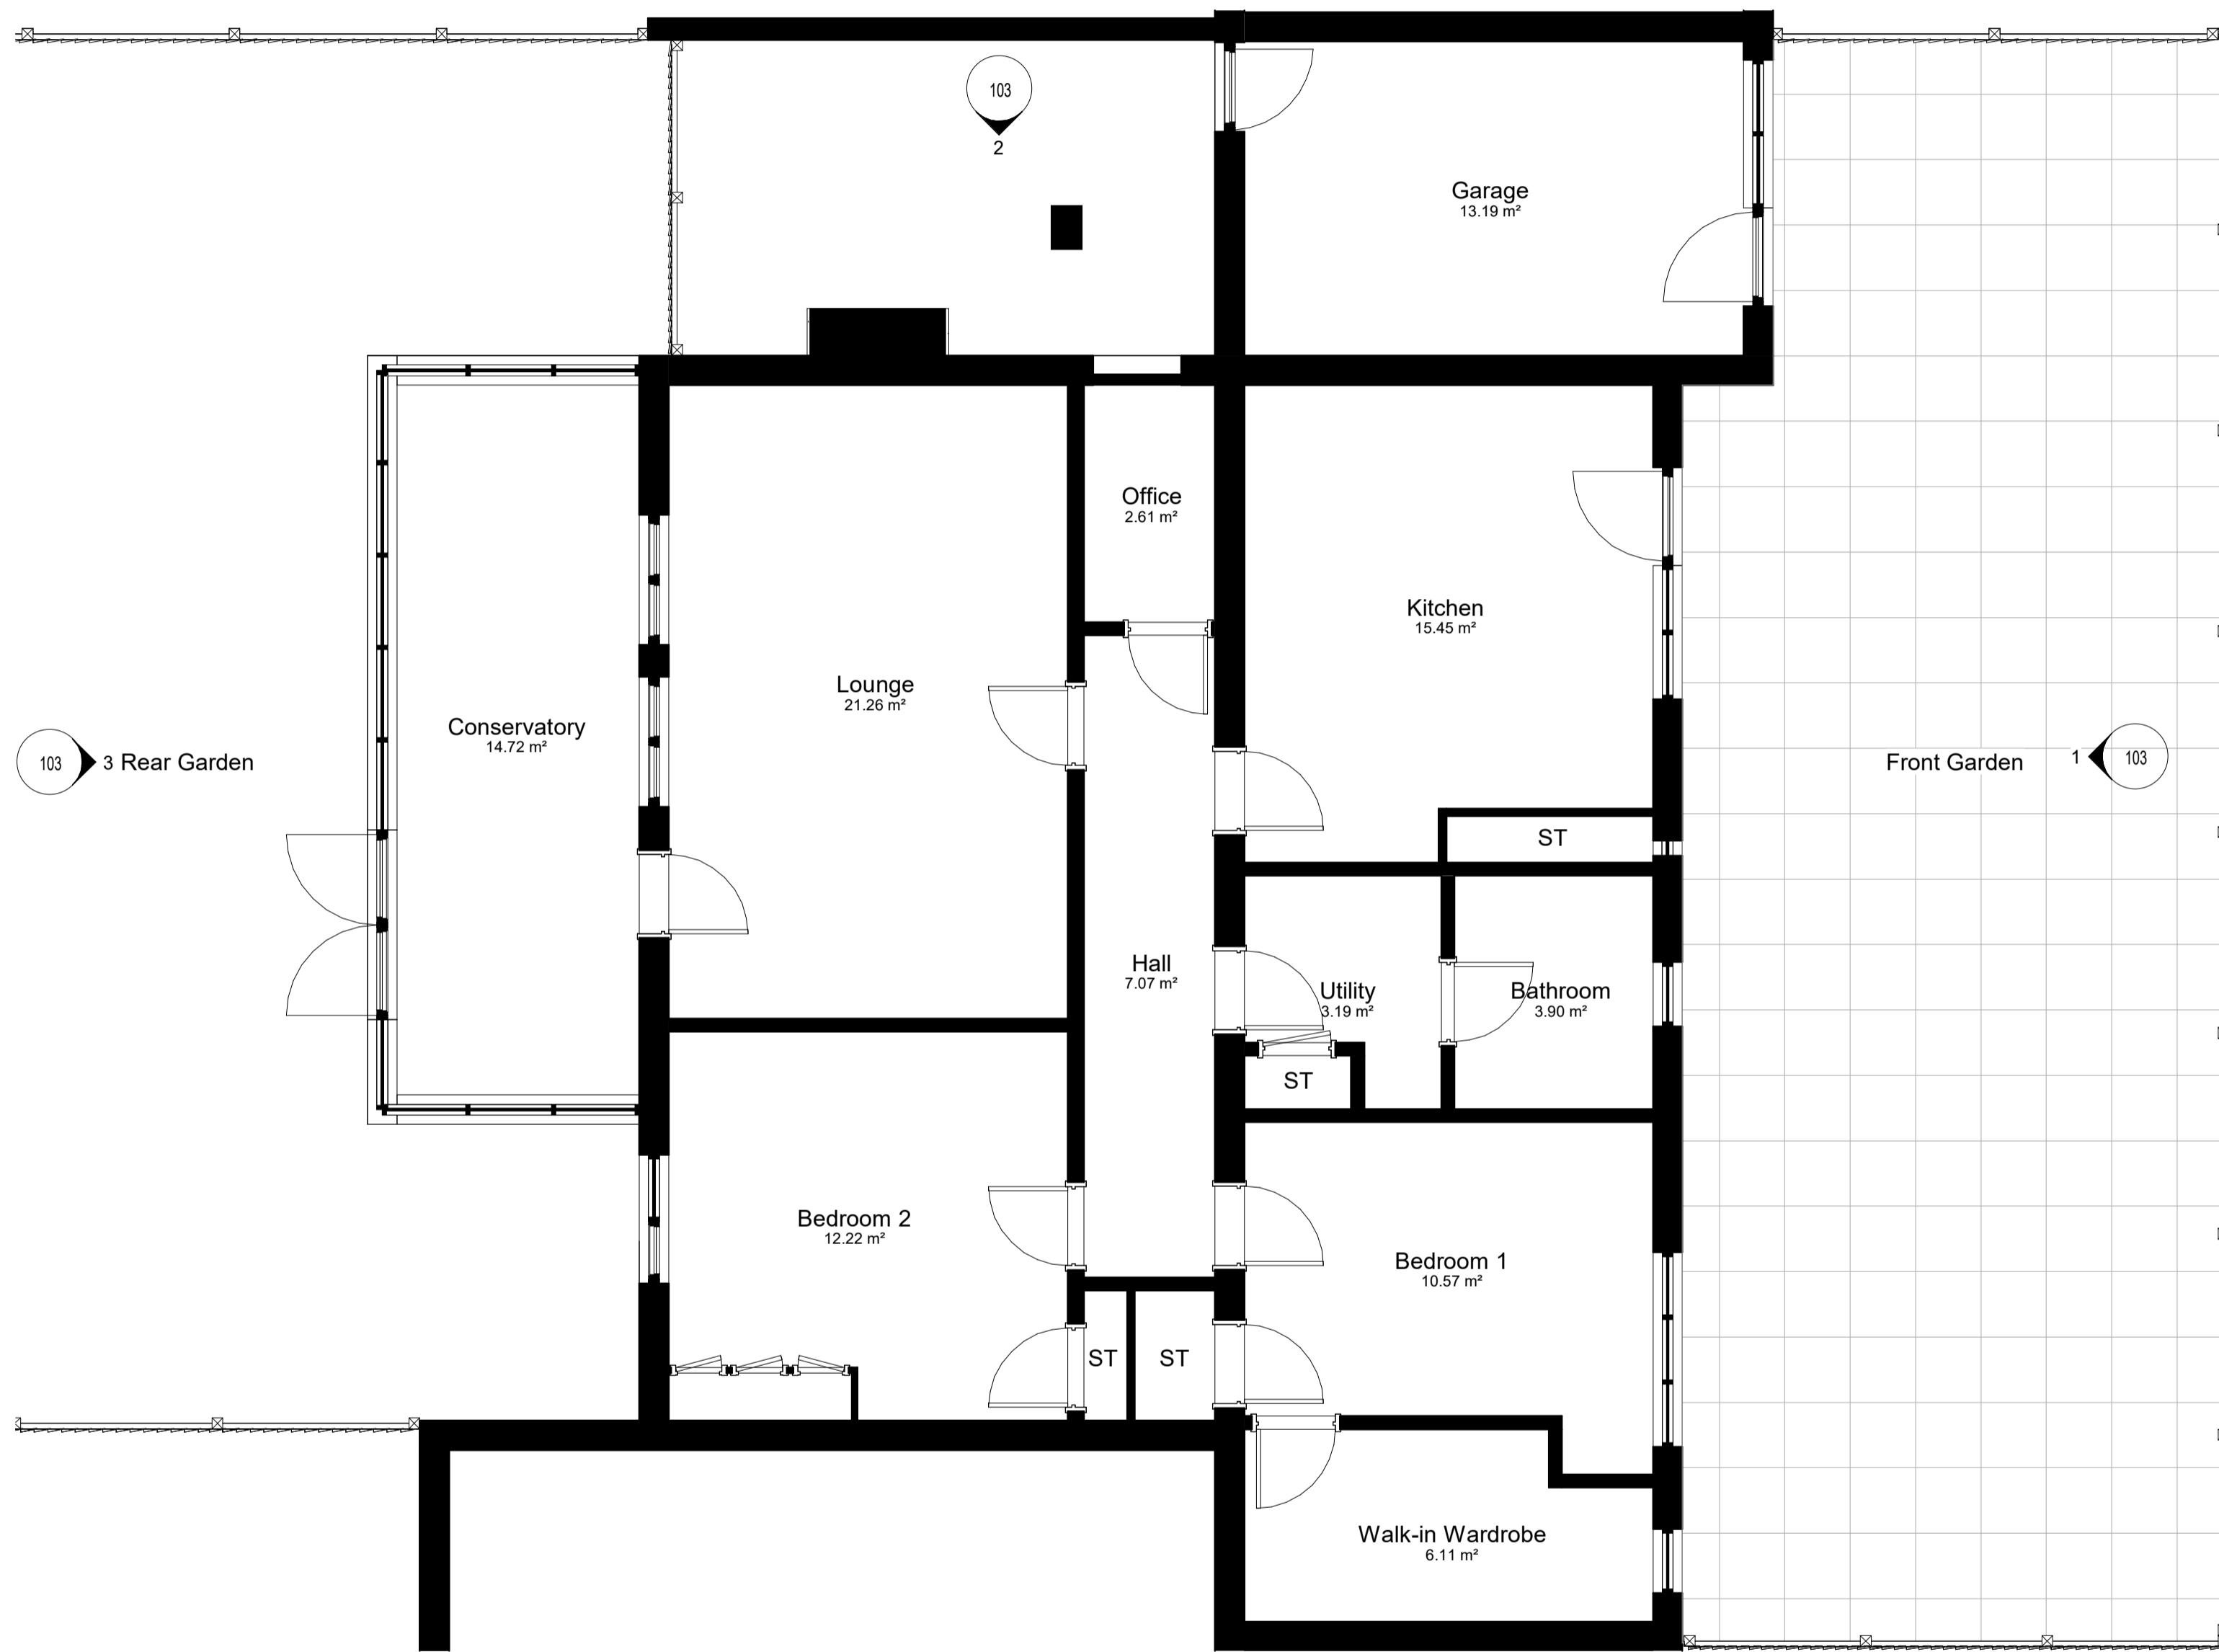 103
2
Garage
13.19 m²
Office
2.61 m²
Kitchen
15.45 m²
Lounge
21.26 m²
Conservatory
14.72 m²
103
3 Rear Garden
Front Garden
1
103
ST
Hall
7.07 m²
Utility
3.19 m²
Bathroom
3.90 m²
ST
Bedroom 2
12.22 m²
Bedroom 1
10.57 m²
ST
ST
Walk-in Wardrobe
6.11 m²